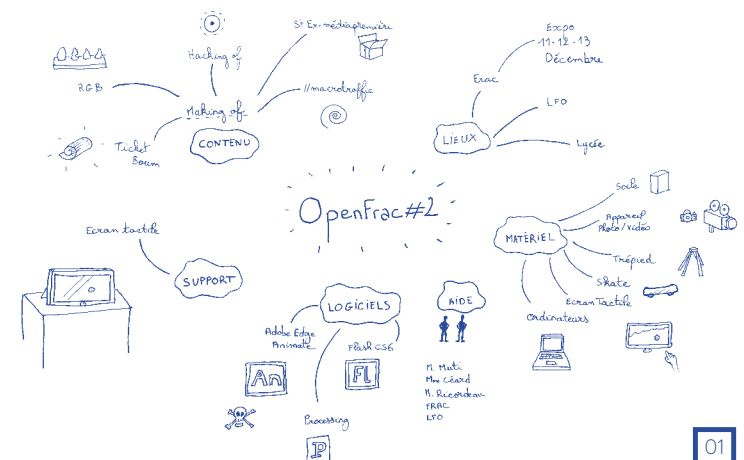 OpenFrac#2
CONTENU
Making of
Hacking of
St Ex-médiapremière
//macrotraffic
RGB
Ticket
Boum
LIEUX
Erac
Expo
11-12-13
Décembre
LFO
Lycée
MATÉRIEL
Socle
Appareil
Photo/Vidéo
Trépied
Skate
Ecran Tactile
Ordinateurs
SUPPORT
Ecran tactile
LOGICIELS
Adobe Edge
Animate
An
Flash CS6
FL
Processing
P
AIDE
M. Muti
Mme Céard
M. Ricordeau
FRAC
LFO
01